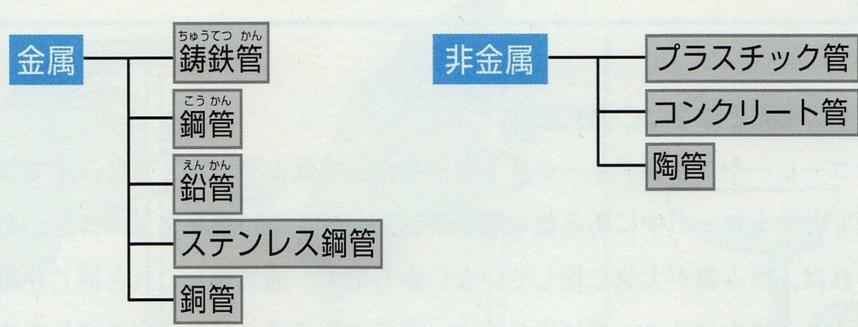 金属
ちゅうてつ かん
鋳鉄管
こう かん
鋼管
えん かん
鉛管
ステンレス鋼管
銅管
非金属
プラスチック管
コンクリート管
陶管